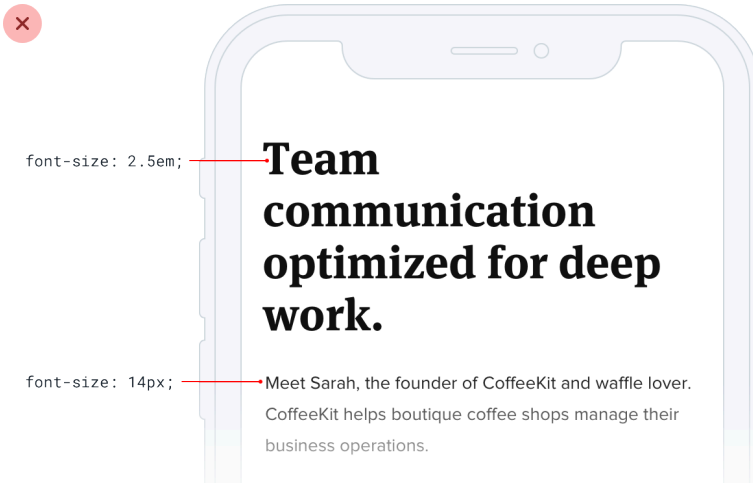 font-size: 2.5em;
Team
communication
optimized for deep
work.
font-size: 14px;
Meet Sarah, the founder of CoffeeKit and waffle lover.
CoffeeKit helps boutique coffee shops manage their
business operations.